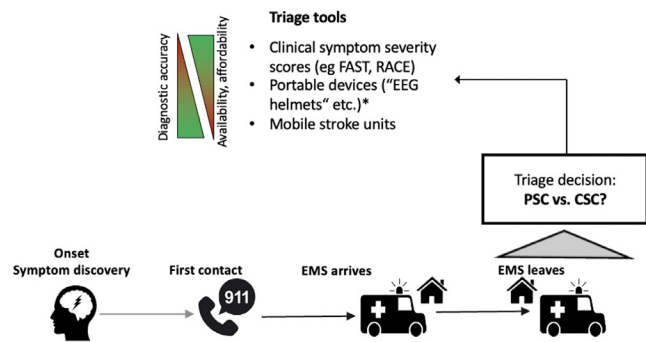 Triage tools
Diagnostic accuracy
Availability, affordability
• Clinical symptom severity
scores (eg FAST, RACE)
• Portable devices (“EEG
helmets“ etc.)*
• Mobile stroke units
Triage decision:
PSC vs. CSC?
Onset
Symptom discovery
First contact
EMS arrives
EMS leaves
911